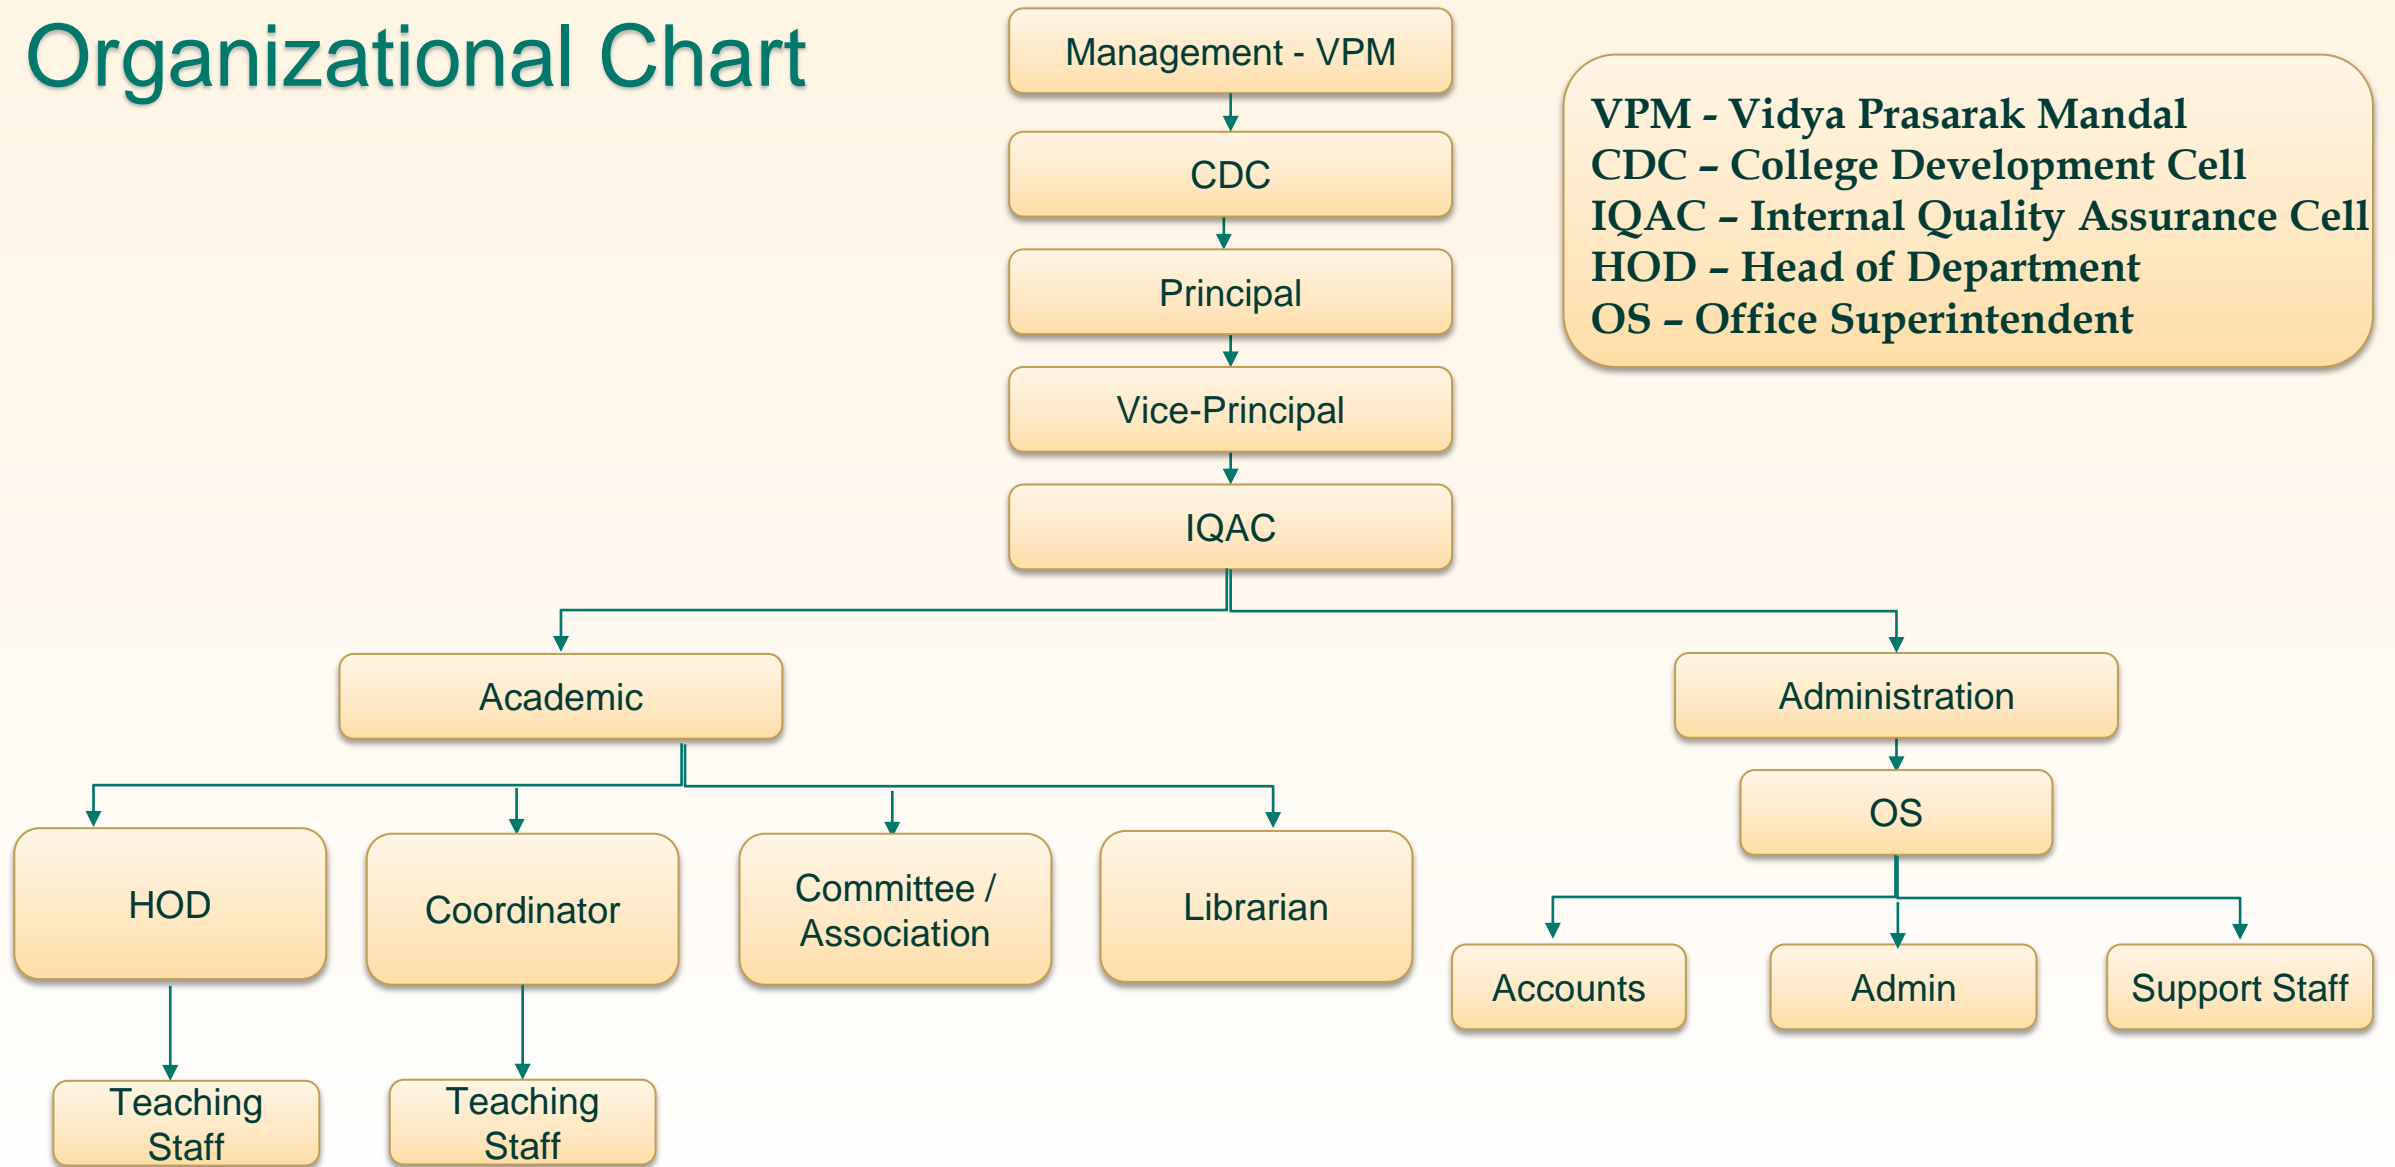 Organizational Chart
Management - VPM
VPM - Vidya Prasarak Mandal
CDC – College Development Cell
IQAC – Internal Quality Assurance Cell
HOD – Head of Department
OS – Office Superintendent
CDC
Principal
Vice-Principal
IQAC
Academic
Administration
OS
HOD
Coordinator
Committee /
Association
Librarian
Accounts
Admin
Support Staff
Teaching
Staff
Teaching
Staff